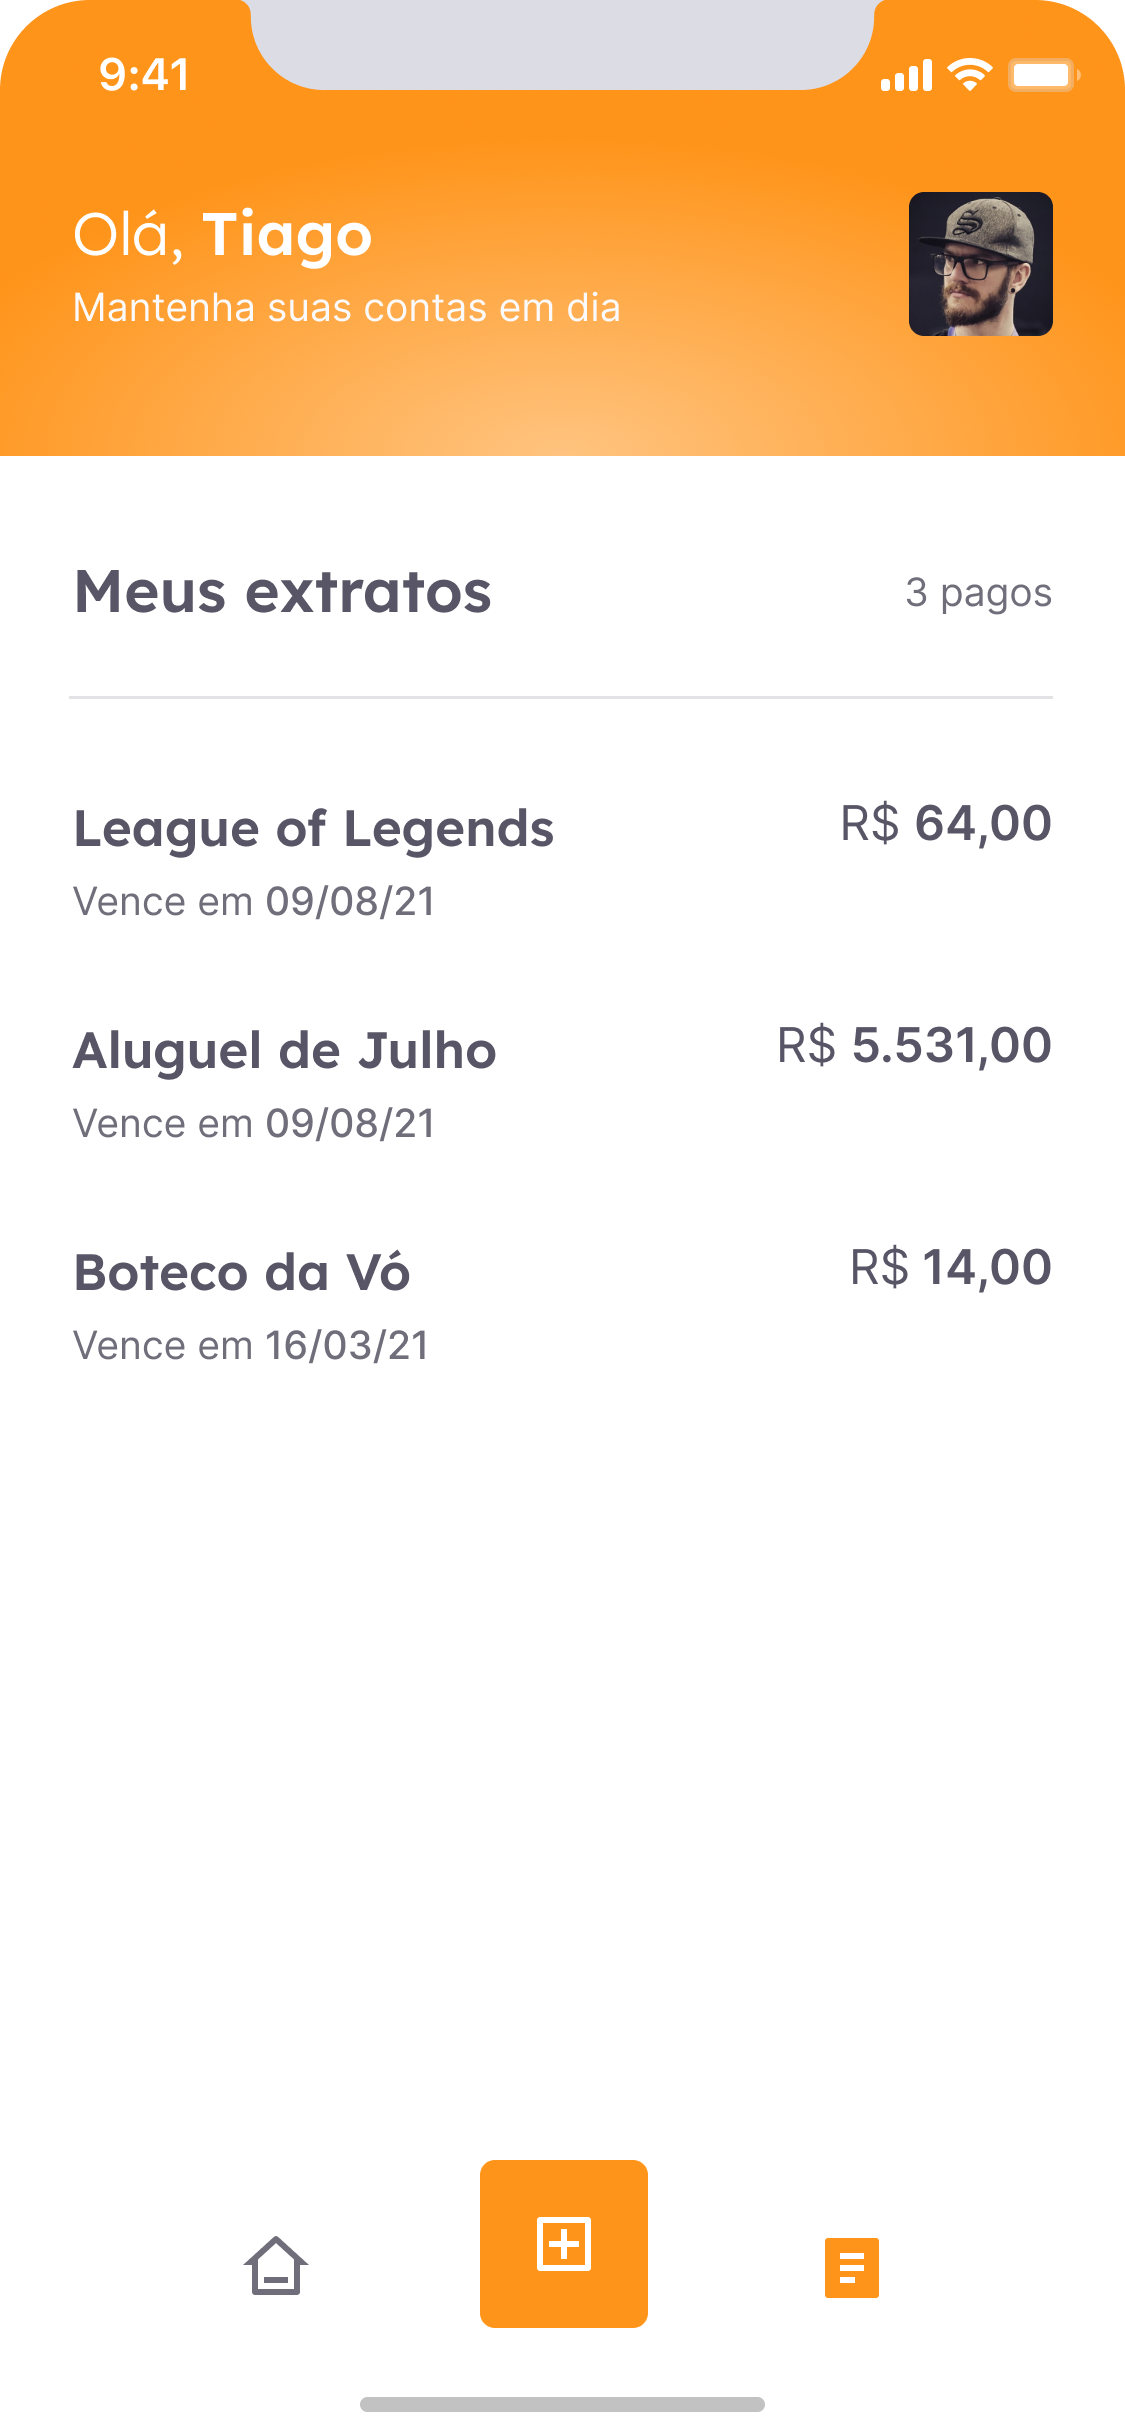 9:41
Olá, Tiago
Mantenha suas contas em dia
Meus extratos
3 pagos
League of Legends
R$ 64,00
Vence em 09/08/21
Aluguel de Julho
R$ 5.531,00
Vence em 09/08/21
Boteco da Vó
R$ 14,00
Vence em 16/03/21